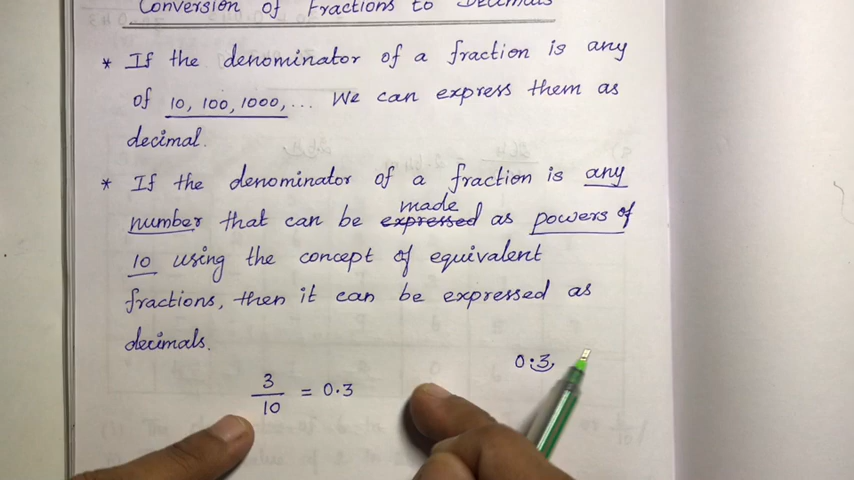 Conversion of Fractions to Decimals
* If the denominator of a fraction is any
of 10, 100, 1000, ... We can express them as
decimal.
* If the denominator of a fraction is any
made
number that can be expressed as powers of
10 using the concept of equivalent
fractions, then it can be expressed as
decimals.
0.3
3
10 = 0.3